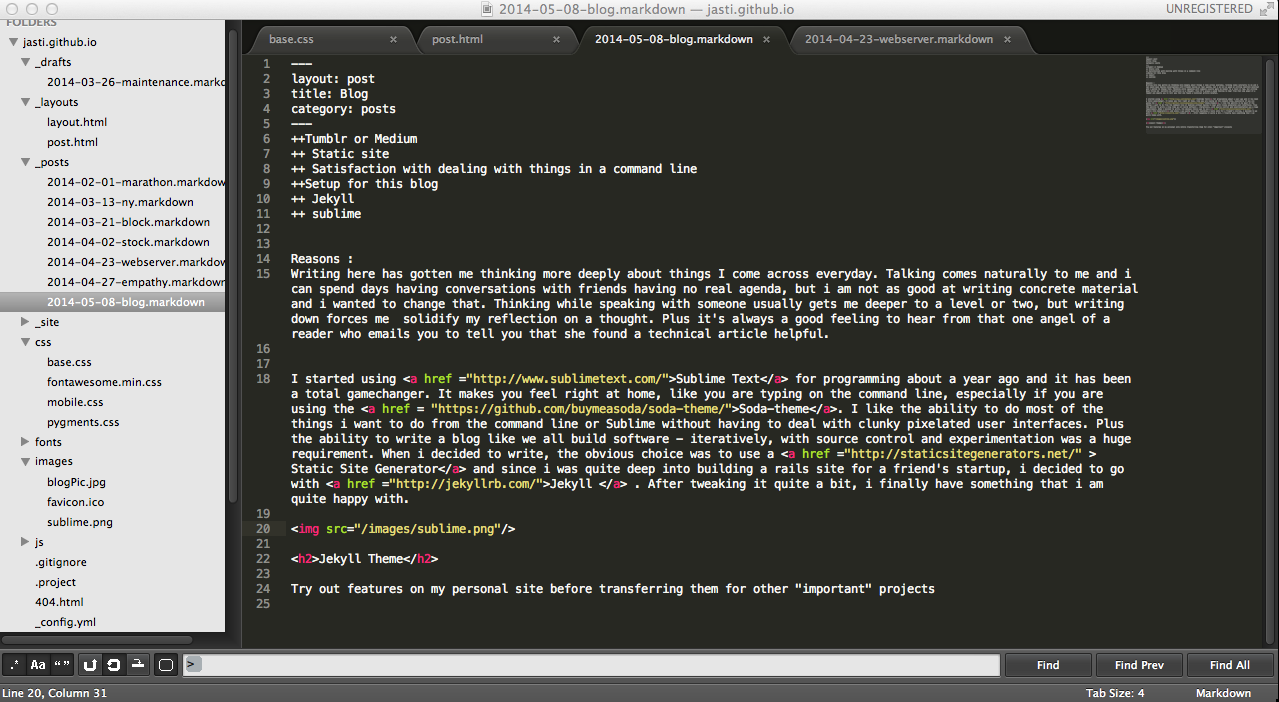 2014-05-08-blog.markdown — jasti.github.io
UNREGISTERED
FOLDERS
jasti.github.io
_drafts
2014-03-26-maintenance.markd
_layouts
layout.html
post.html
_posts
2014-02-01-marathon.markdow
2014-03-13-ny.markdown
2014-03-21-block.markdown
2014-04-02-stock.markdown
2014-04-23-webserver.markdow
2014-04-27-empathy.markdown
2014-05-08-blog.markdown
_site
css
base.css
fontawesome.min.css
mobile.css
pygments.css
fonts
images
blogPic.jpg
favicon.ico
sublime.png
js
.gitignore
.project
404.html
_config.yml
base.css ×
post.html ×
2014-05-08-blog.markdown ×
2014-04-23-webserver.markdown ×
1 ---
2 layout: post
3 title: Blog
4 category: posts
5 ---
6 ++Tumblr or Medium
7 ++ Static site
8 ++ Satisfaction with dealing with things in a command line
9 ++Setup for this blog
10 ++ Jekyll
11 ++ sublime
12
13
14 Reasons :
15 Writing here has gotten me thinking more deeply about things I come across everyday. Talking comes naturally to me and i
can spend days having conversations with friends having no real agenda, but i am not as good at writing concrete material
and i wanted to change that. Thinking while speaking with someone usually gets me deeper to a level or two, but writing
down forces me  solidify my reflection on a thought. Plus it's always a good feeling to hear from that one angel of a
reader who emails you to tell you that she found a technical article helpful.
16
17
18 I started using <a href ="http://www.sublimetext.com/">Sublime Text</a> for programming about a year ago and it has been
a total gamechanger. It makes you feel right at home, like you are typing on the command line, especially if you are
using the <a href = "https://github.com/buymeasoda/soda-theme/">Soda-theme</a>. I like the ability to do most of the
things i want to do from the command line or Sublime without having to deal with clunky pixelated user interfaces. Plus
the ability to write a blog like we all build software - iteratively, with source control and experimentation was a huge
requirement. When i decided to write, the obvious choice was to use a <a href ="http://staticsitegenerators.net/" >
Static Site Generator</a> and since i was quite deep into building a rails site for a friend's startup, i decided to go
with <a href ="http://jekyllrb.com/">Jekyll </a> . After tweaking it quite a bit, i finally have something that i am
quite happy with.
19
20 <img src="/images/sublime.png"/>
21
22 <h2>Jekyll Theme</h2>
23
24 Try out features on my personal site before transferring them for other "important" projects
25
.* Aa “” >
Find
Find Prev
Find All
Line 20, Column 31
Tab Size: 4
Markdown